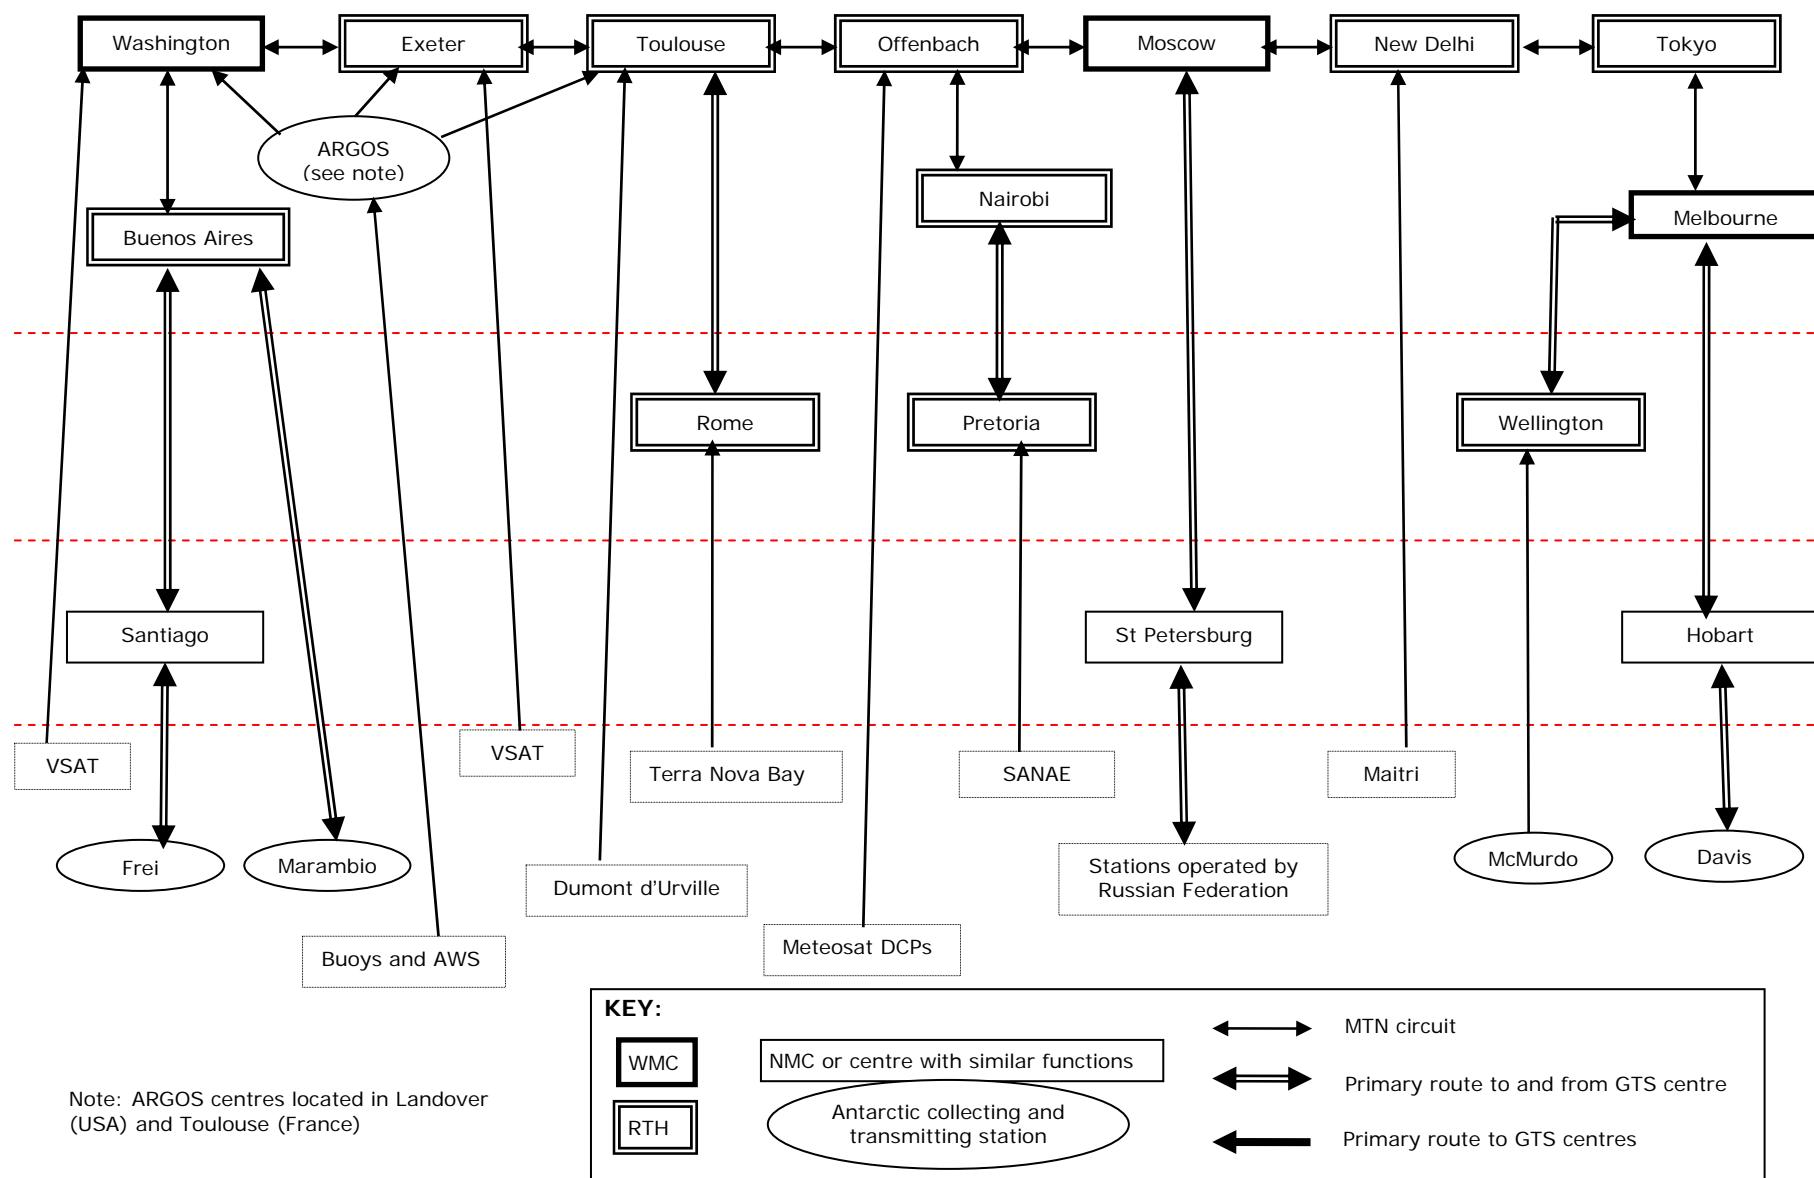 Washington
Exeter
Toulouse
Offenbach
Moscow
New Delhi
Tokyo
ARGOS
(see note)
Nairobi
Melbourne
Buenos Aires
Rome
Pretoria
Wellington
Santiago
St Petersburg
Hobart
VSAT
VSAT
Terra Nova Bay
SANAE
Maitri
Frei
Marambio
Dumont d'Urville
Stations operated by
Russian Federation
McMurdo
Davis
Buoys and AWS
Meteosat DCPs
KEY:
WMC
NMC or centre with similar functions
MTN circuit
Primary route to and from GTS centre
RTH
Antarctic collecting and
transmitting station
Primary route to GTS centres
Note: ARGOS centres located in Landover
(USA) and Toulouse (France)